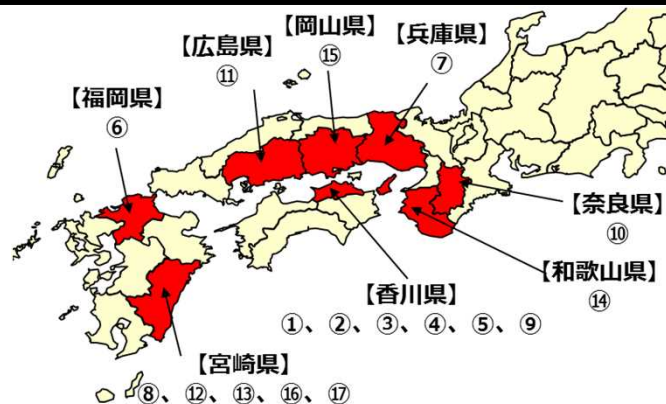 【岡山県】
⑮
【兵庫県】
⑦
【広島県】
⑪
【福岡県】
⑥
【奈良県】
⑩
【和歌山県】
⑭
【香川県】
①、②、③、④、⑤、⑨
【宮崎県】
⑧、⑫、⑬、⑯、⑰